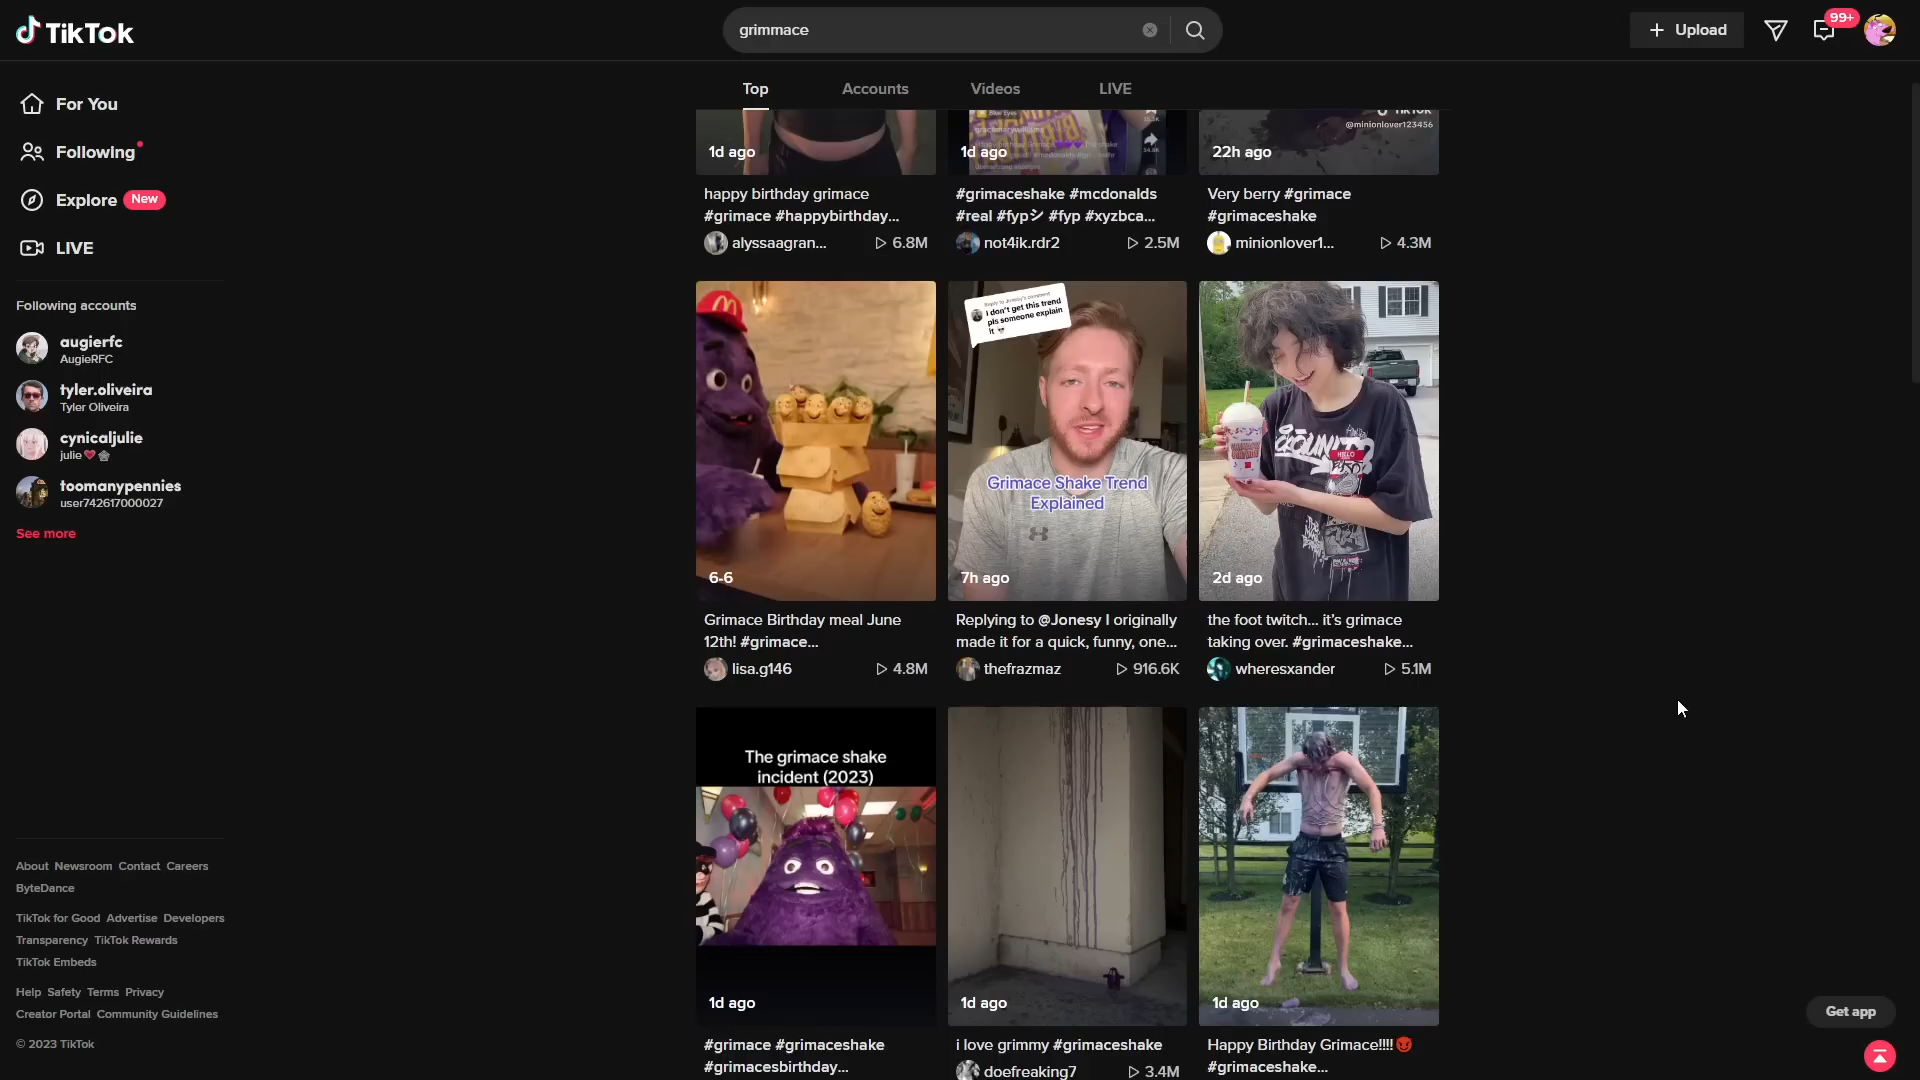 TikTok
grimmace
Upload
99+
For You
Following
Explore New
LIVE
Following accounts
augierfc
AugieRFC
tyler.oliveira
Tyler Oliveira
cynicaljulie
julie
toomanypennies
user742617000027
See more
About Newsroom Contact Careers
ByteDance
TikTok for Good Advertise Developers
Transparency TikTok Rewards
TikTok Embeds
Help Safety Terms Privacy
Creator Portal Community Guidelines
© 2023 TikTok
Top Accounts Videos LIVE
@minionlover123456
1d ago
1d ago
22h ago
happy birthday grimace
#grimace #happybirthday...
alyssaagran... 6.8M
#grimaceshake #mcdonalds
#real #fypシ #fyp #xyzbca...
not4ik.rdr2 2.5M
Very berry #grimace
#grimaceshake
minionlover1... 4.3M
6-6
Grimace Birthday meal June
12th! #grimace...
lisa.g146 4.8M
Reply to Jonesy's comment
I don't get this trend
pls someone explain
it
Grimace Shake Trend
Explained
7h ago
Replying to @Jonesy I originally
made it for a quick, funny, one...
thefrazmaz 916.6K
HELLO
2d ago
the foot twitch... it's grimace
taking over. #grimaceshake...
wheresxander 5.1M
The grimace shake
incident (2023)
1d ago
#grimace #grimaceshake
#grimacesbirthday...
1d ago
i love grimmy #grimaceshake
doefreaking7 3.4M
1d ago
Happy Birthday Grimace!!!!😈
#grimaceshake...
Get app